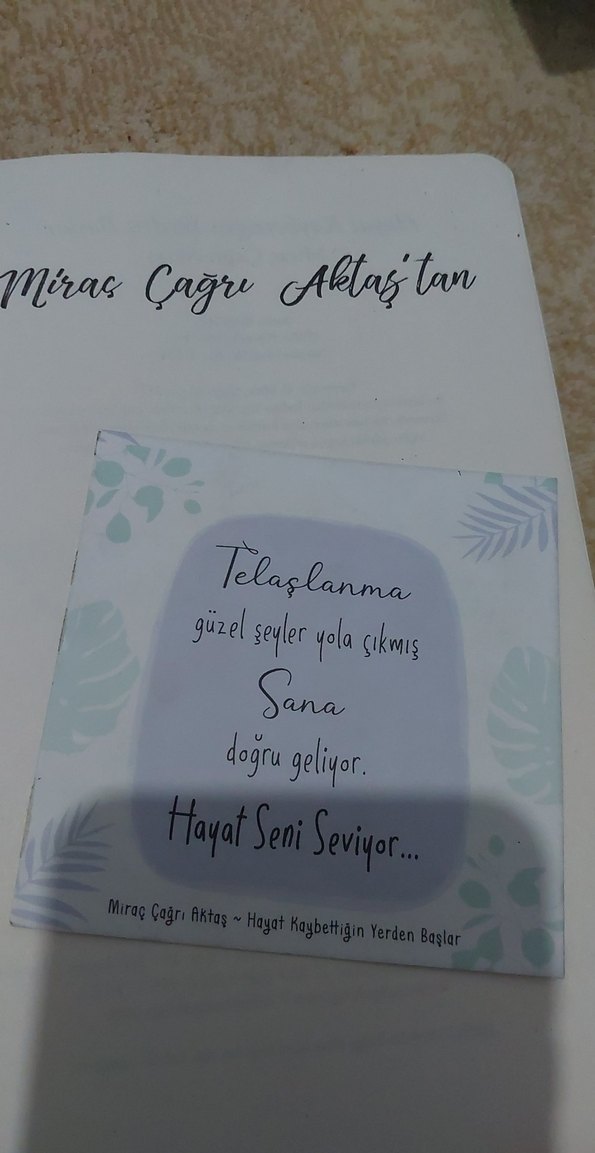 Miraç Çağrı Aktaş'tan
Telaşlanma
güzel şeyler yola çıkmış
Sana
doğru geliyor.
Hayat Seni Seviyor...
Miraç Çağrı Aktaş ~ Hayat Kaybettiğin Yerden Başlar